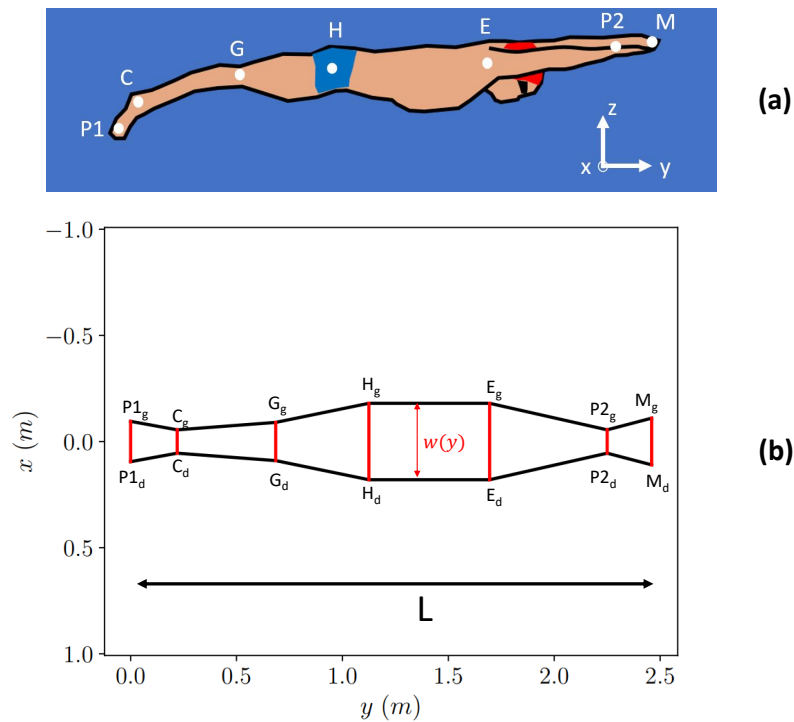 H
E
P2
M
G
C
P1
z
x
y
(a)
−1.0
−0.5
0.0
0.5
1.0
x (m)
P1g
Cg
Gg
Hg
Eg
P2g
Mg
w(y)
P1d
Cd
Gd
Hd
Ed
P2d
Md
(b)
L
0.0 0.5 1.0 1.5 2.0 2.5
y (m)